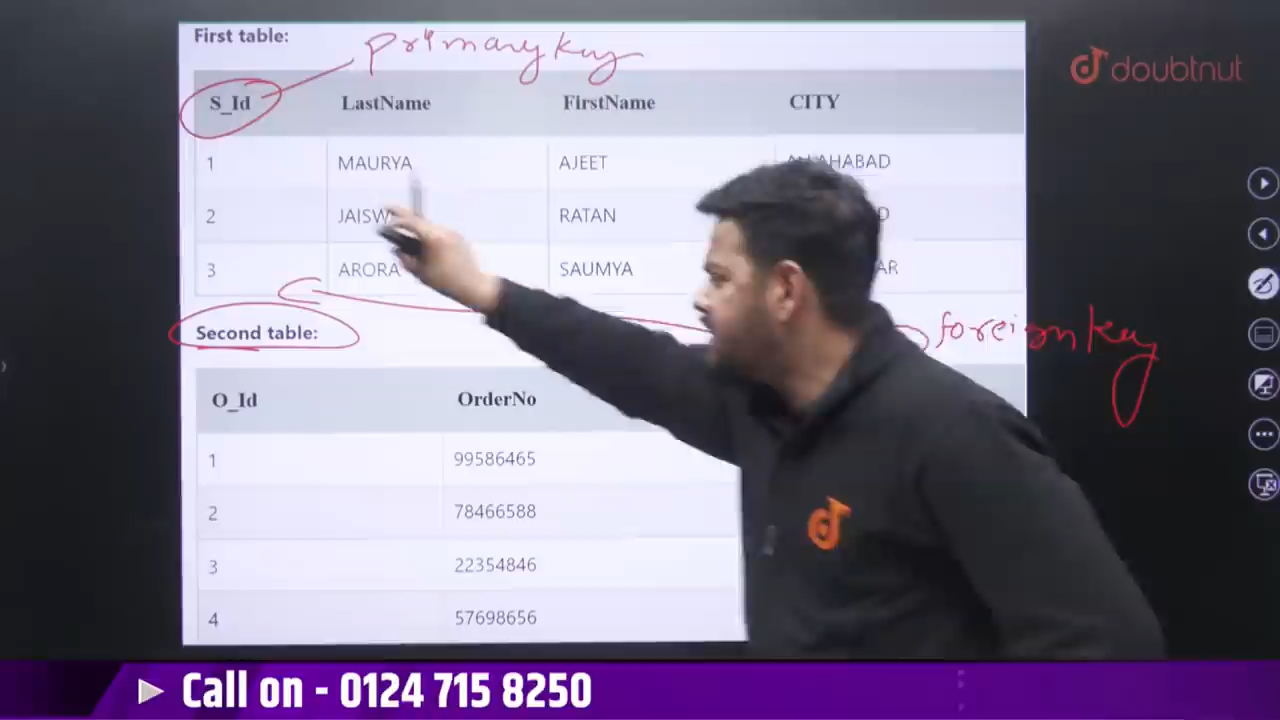 First table:
primary key
doubtnut
S_Id LastName FirstName CITY
1 MAURYA AJEET
2 RATAN
3 ARORA SAUMYA
Second table:
foreign key
O_Id OrderNo
1 99586465
2 78466588
3 22354846
4 57698656
Call on - 0124 715 8250